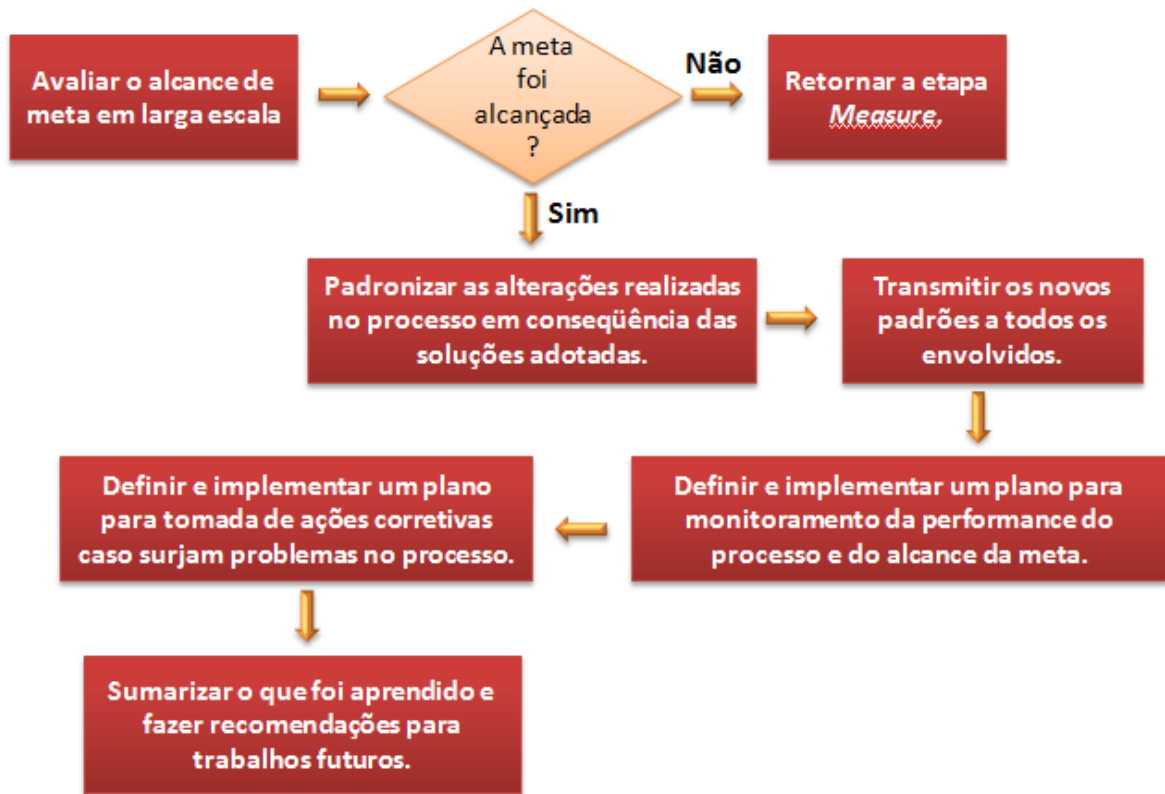 Avaliar o alcance de
meta em larga escala
A meta
foi
alcançada
?
Não
Retornar a etapa
Measure.
Sim
Padronizar as alterações realizadas
no processo em conseqüência das
soluções adotadas.
Transmitir os novos
padrões a todos os
envolvidos.
Definir e implementar um plano para
monitoramento da performance do
processo e do alcance da meta.
Definir e implementar um plano
para tomada de ações corretivas
caso surjam problemas no processo.
Sumarizar o que foi aprendido e
fazer recomendações para
trabalhos futuros.